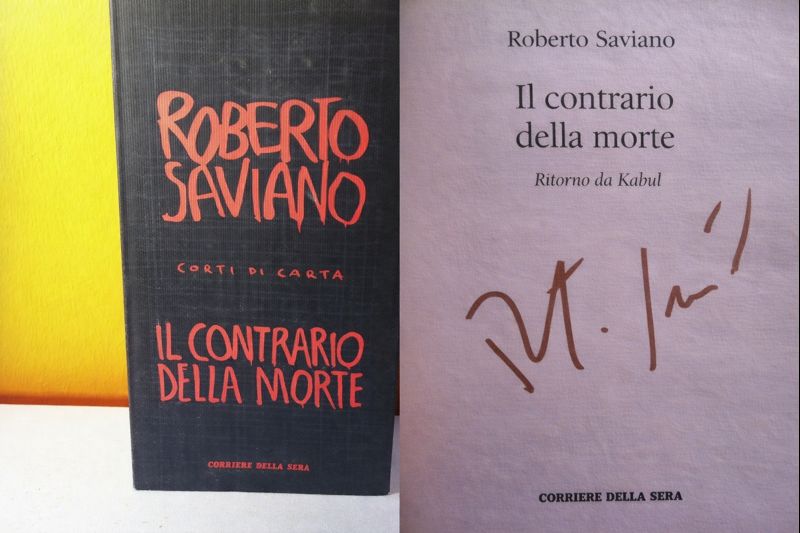 ROBERTO
SAVIANO
CORTI DI CARTA
IL CONTRARIO
DELLA MORTE
CORRIERE DELLA SERA
Roberto Saviano
Il contrario
della morte
Ritorno da Kabul
CORRIERE DELLA SERA